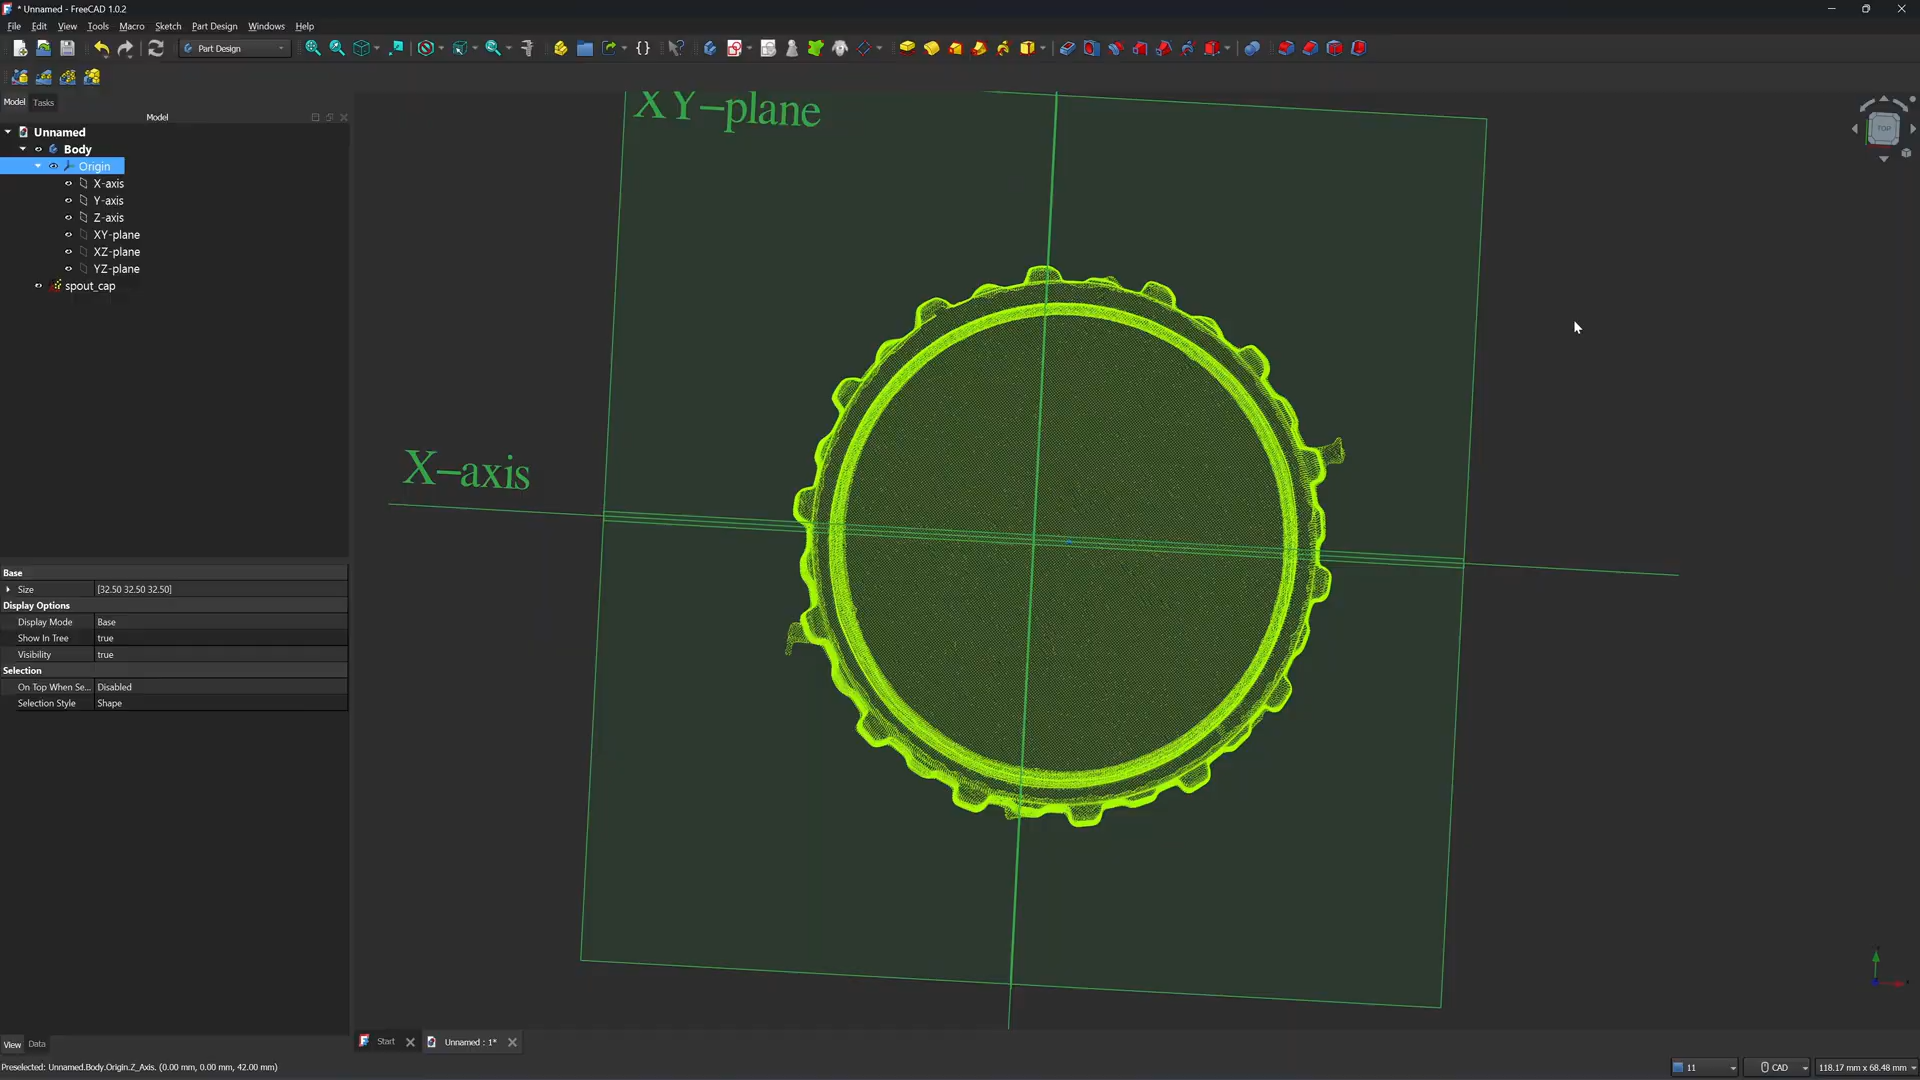 * Unnamed - FreeCAD 1.0.2
File Edit View Tools Macro Sketch Part Design Windows Help
Part Design
Model Tasks
Model
Unnamed
Body
Origin
X-axis
Y-axis
Z-axis
XY-plane
XZ-plane
YZ-plane
spout_cap
XY-plane
X-axis
TOP
Base
Size [32.50 32.50 32.50]
Display Options
Display Mode Base
Show In Tree true
Visibility true
Selection
On Top When Se... Disabled
Selection Style Shape
View Data
Start Unnamed : 1*
Preselected: Unnamed.Body.Origin.Z_Axis. (0.00 mm, 0.00 mm, 42.00 mm)
11 CAD 118.17 mm x 68.48 mm